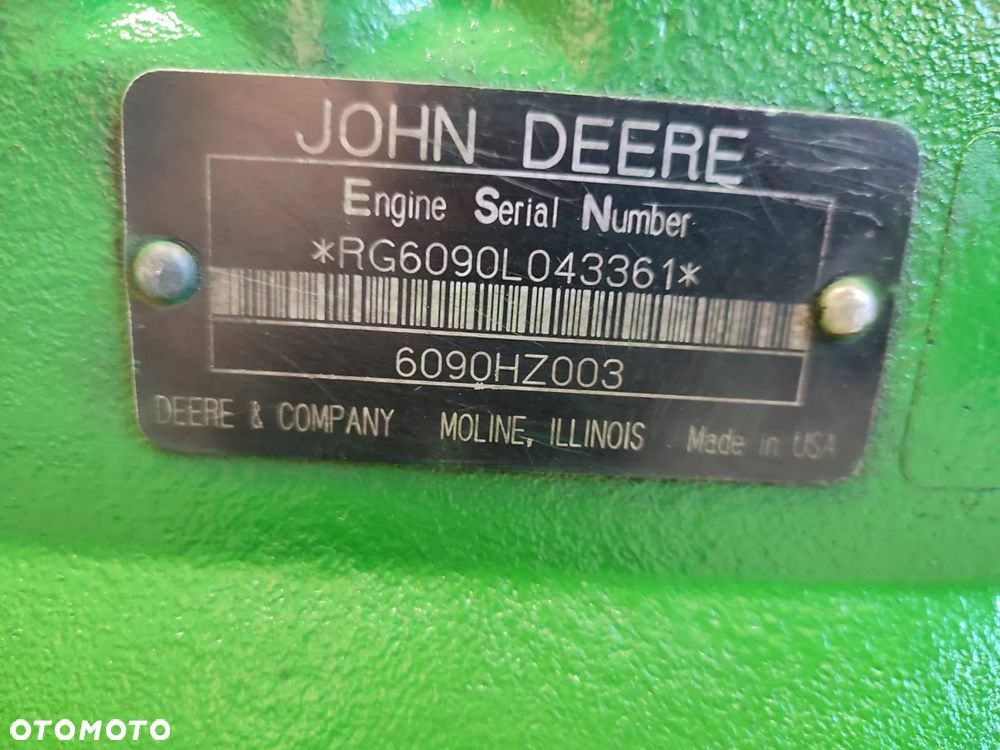 JOHN DEERE
Engine Serial Number
*RG6090L043361*
6090HZ003
DEERE & COMPANY MOLINE, ILLINOIS Made in USA
OTOMOTO